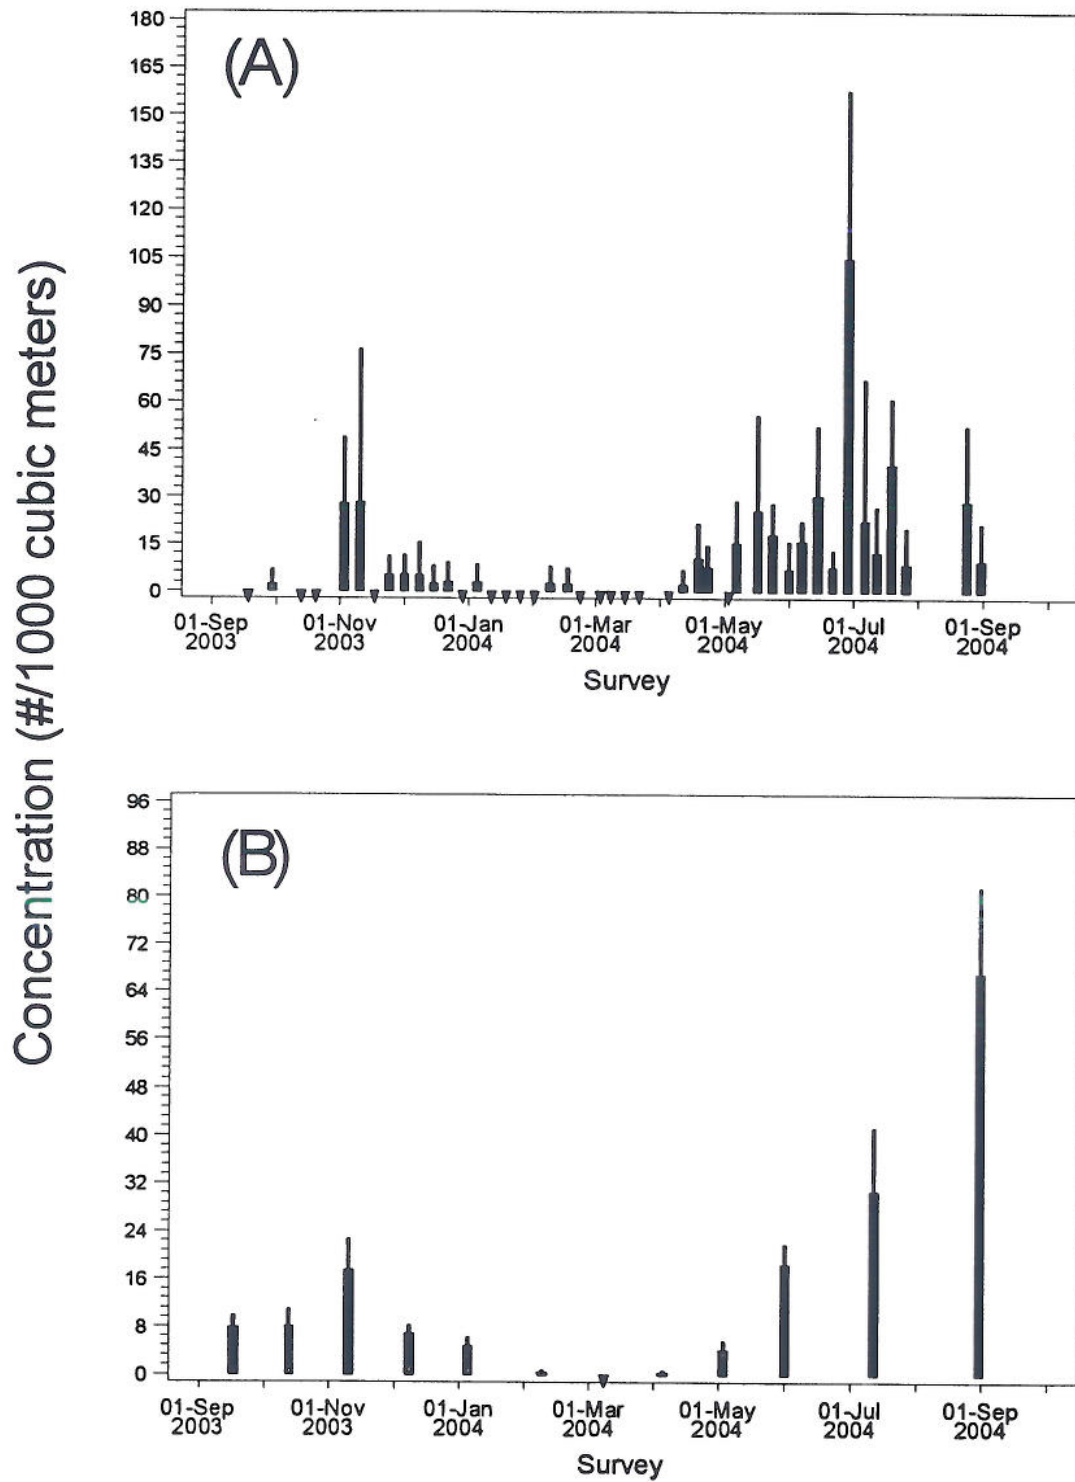 Concentration (#/1000 cubic meters)
(A)
180
165
150
135
120
105
90
75
60
45
30
15
0
01-Sep 01-Nov 01-Jan 01-Mar 01-May 01-Jul 01-Sep
2003 2003 2004 2004 2004 2004 2004
Survey
(B)
96
88
80
72
64
56
48
40
32
24
16
8
0
01-Sep 01-Nov 01-Jan 01-Mar 01-May 01-Jul 01-Sep
2003 2003 2004 2004 2004 2004 2004
Survey